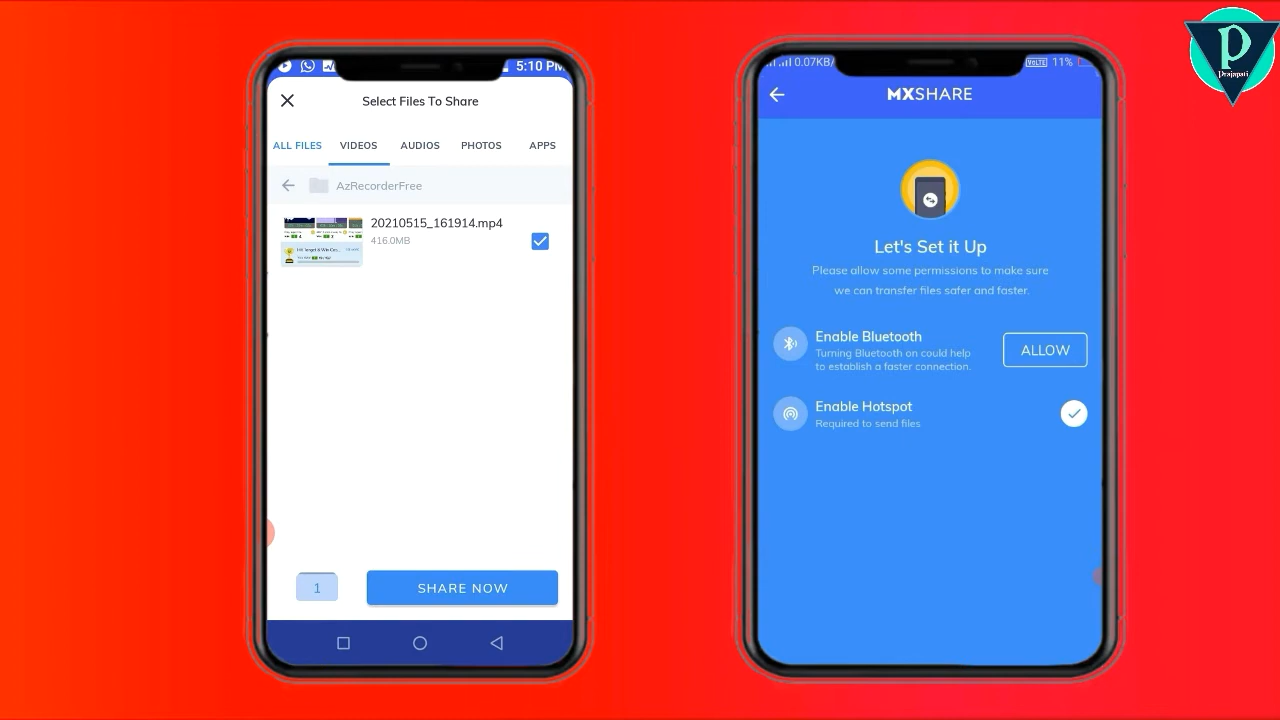 5:10 PM
Select Files To Share
ALL FILES VIDEOS AUDIOS PHOTOS APPS
AzRecorderFree
20210515_161914.mp4
416.0MB
1
SHARE NOW
0.07KB/
VoLTE 11%
MXSHARE
Let's Set it Up
Please allow some permissions to make sure
we can transfer files safer and faster.
Enable Bluetooth
Turning Bluetooth on could help
to establish a faster connection.
ALLOW
Enable Hotspot
Required to send files
P
Prajapati